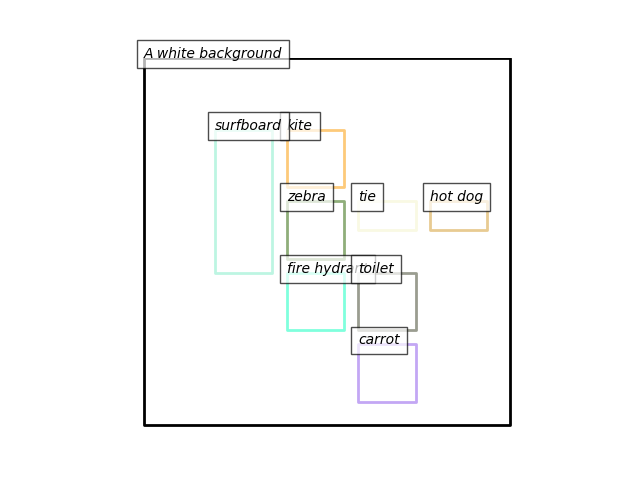 A white background
surfboard
kite
zebra
tie
hot dog
fire hydrant
toilet
carrot